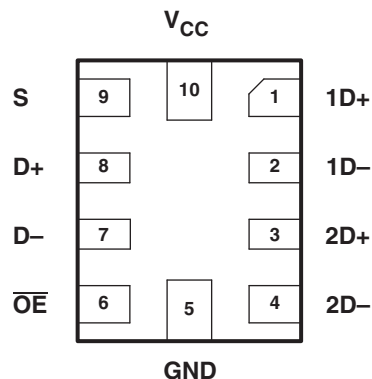 VCC
S 9 10 1 1D+
D+ 8 2 1D–
D– 7 3 2D+
OE 6 5 4 2D–
GND